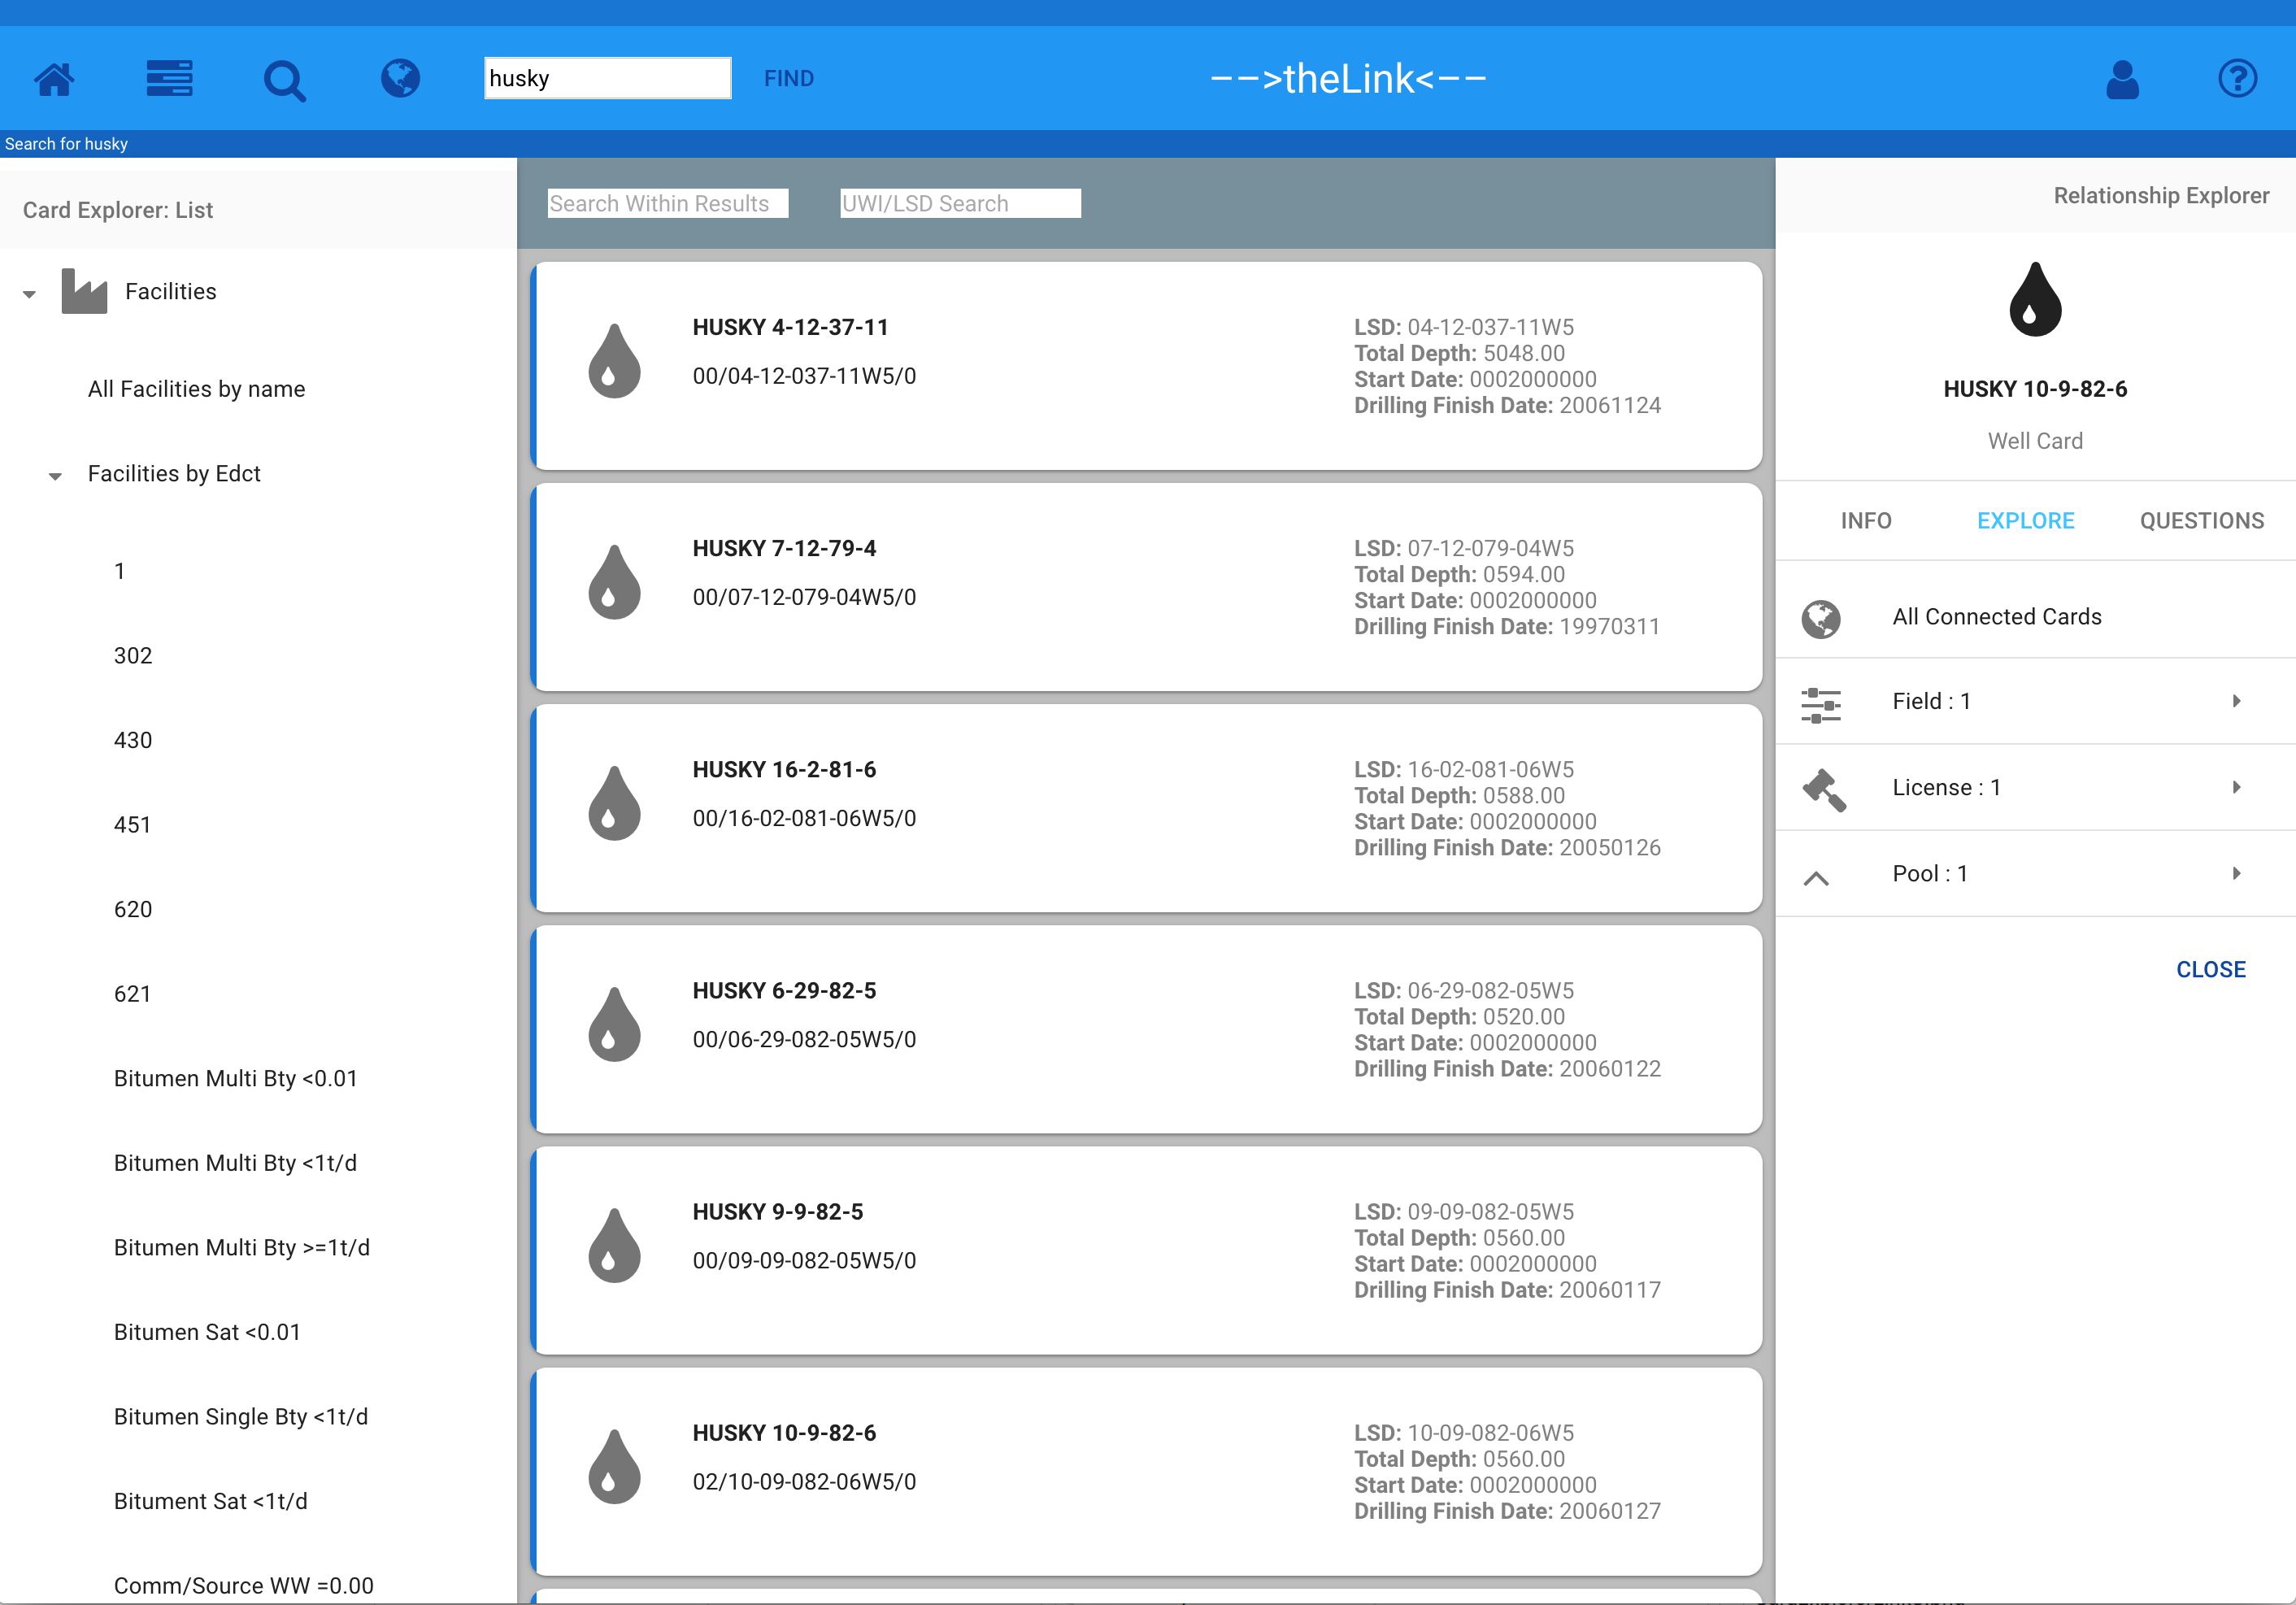 husky
FIND
-->theLink<--
Search for husky
Card Explorer: List
Facilities
All Facilities by name
Facilities by Edct
1
302
430
451
620
621
Bitumen Multi Bty <0.01
Bitumen Multi Bty <1t/d
Bitumen Multi Bty >=1t/d
Bitumen Sat <0.01
Bitumen Single Bty <1t/d
Bitument Sat <1t/d
Comm/Source WW =0.00
Search Within Results
UWI/LSD Search
HUSKY 4-12-37-11
00/04-12-037-11W5/0
LSD: 04-12-037-11W5
Total Depth: 5048.00
Start Date: 0002000000
Drilling Finish Date: 20061124
HUSKY 7-12-79-4
00/07-12-079-04W5/0
LSD: 07-12-079-04W5
Total Depth: 0594.00
Start Date: 0002000000
Drilling Finish Date: 19970311
HUSKY 16-2-81-6
00/16-02-081-06W5/0
LSD: 16-02-081-06W5
Total Depth: 0588.00
Start Date: 0002000000
Drilling Finish Date: 20050126
HUSKY 6-29-82-5
00/06-29-082-05W5/0
LSD: 06-29-082-05W5
Total Depth: 0520.00
Start Date: 0002000000
Drilling Finish Date: 20060122
HUSKY 9-9-82-5
00/09-09-082-05W5/0
LSD: 09-09-082-05W5
Total Depth: 0560.00
Start Date: 0002000000
Drilling Finish Date: 20060117
HUSKY 10-9-82-6
02/10-09-082-06W5/0
LSD: 10-09-082-06W5
Total Depth: 0560.00
Start Date: 0002000000
Drilling Finish Date: 20060127
Relationship Explorer
HUSKY 10-9-82-6
Well Card
INFO
EXPLORE
QUESTIONS
All Connected Cards
Field : 1
License : 1
Pool : 1
CLOSE